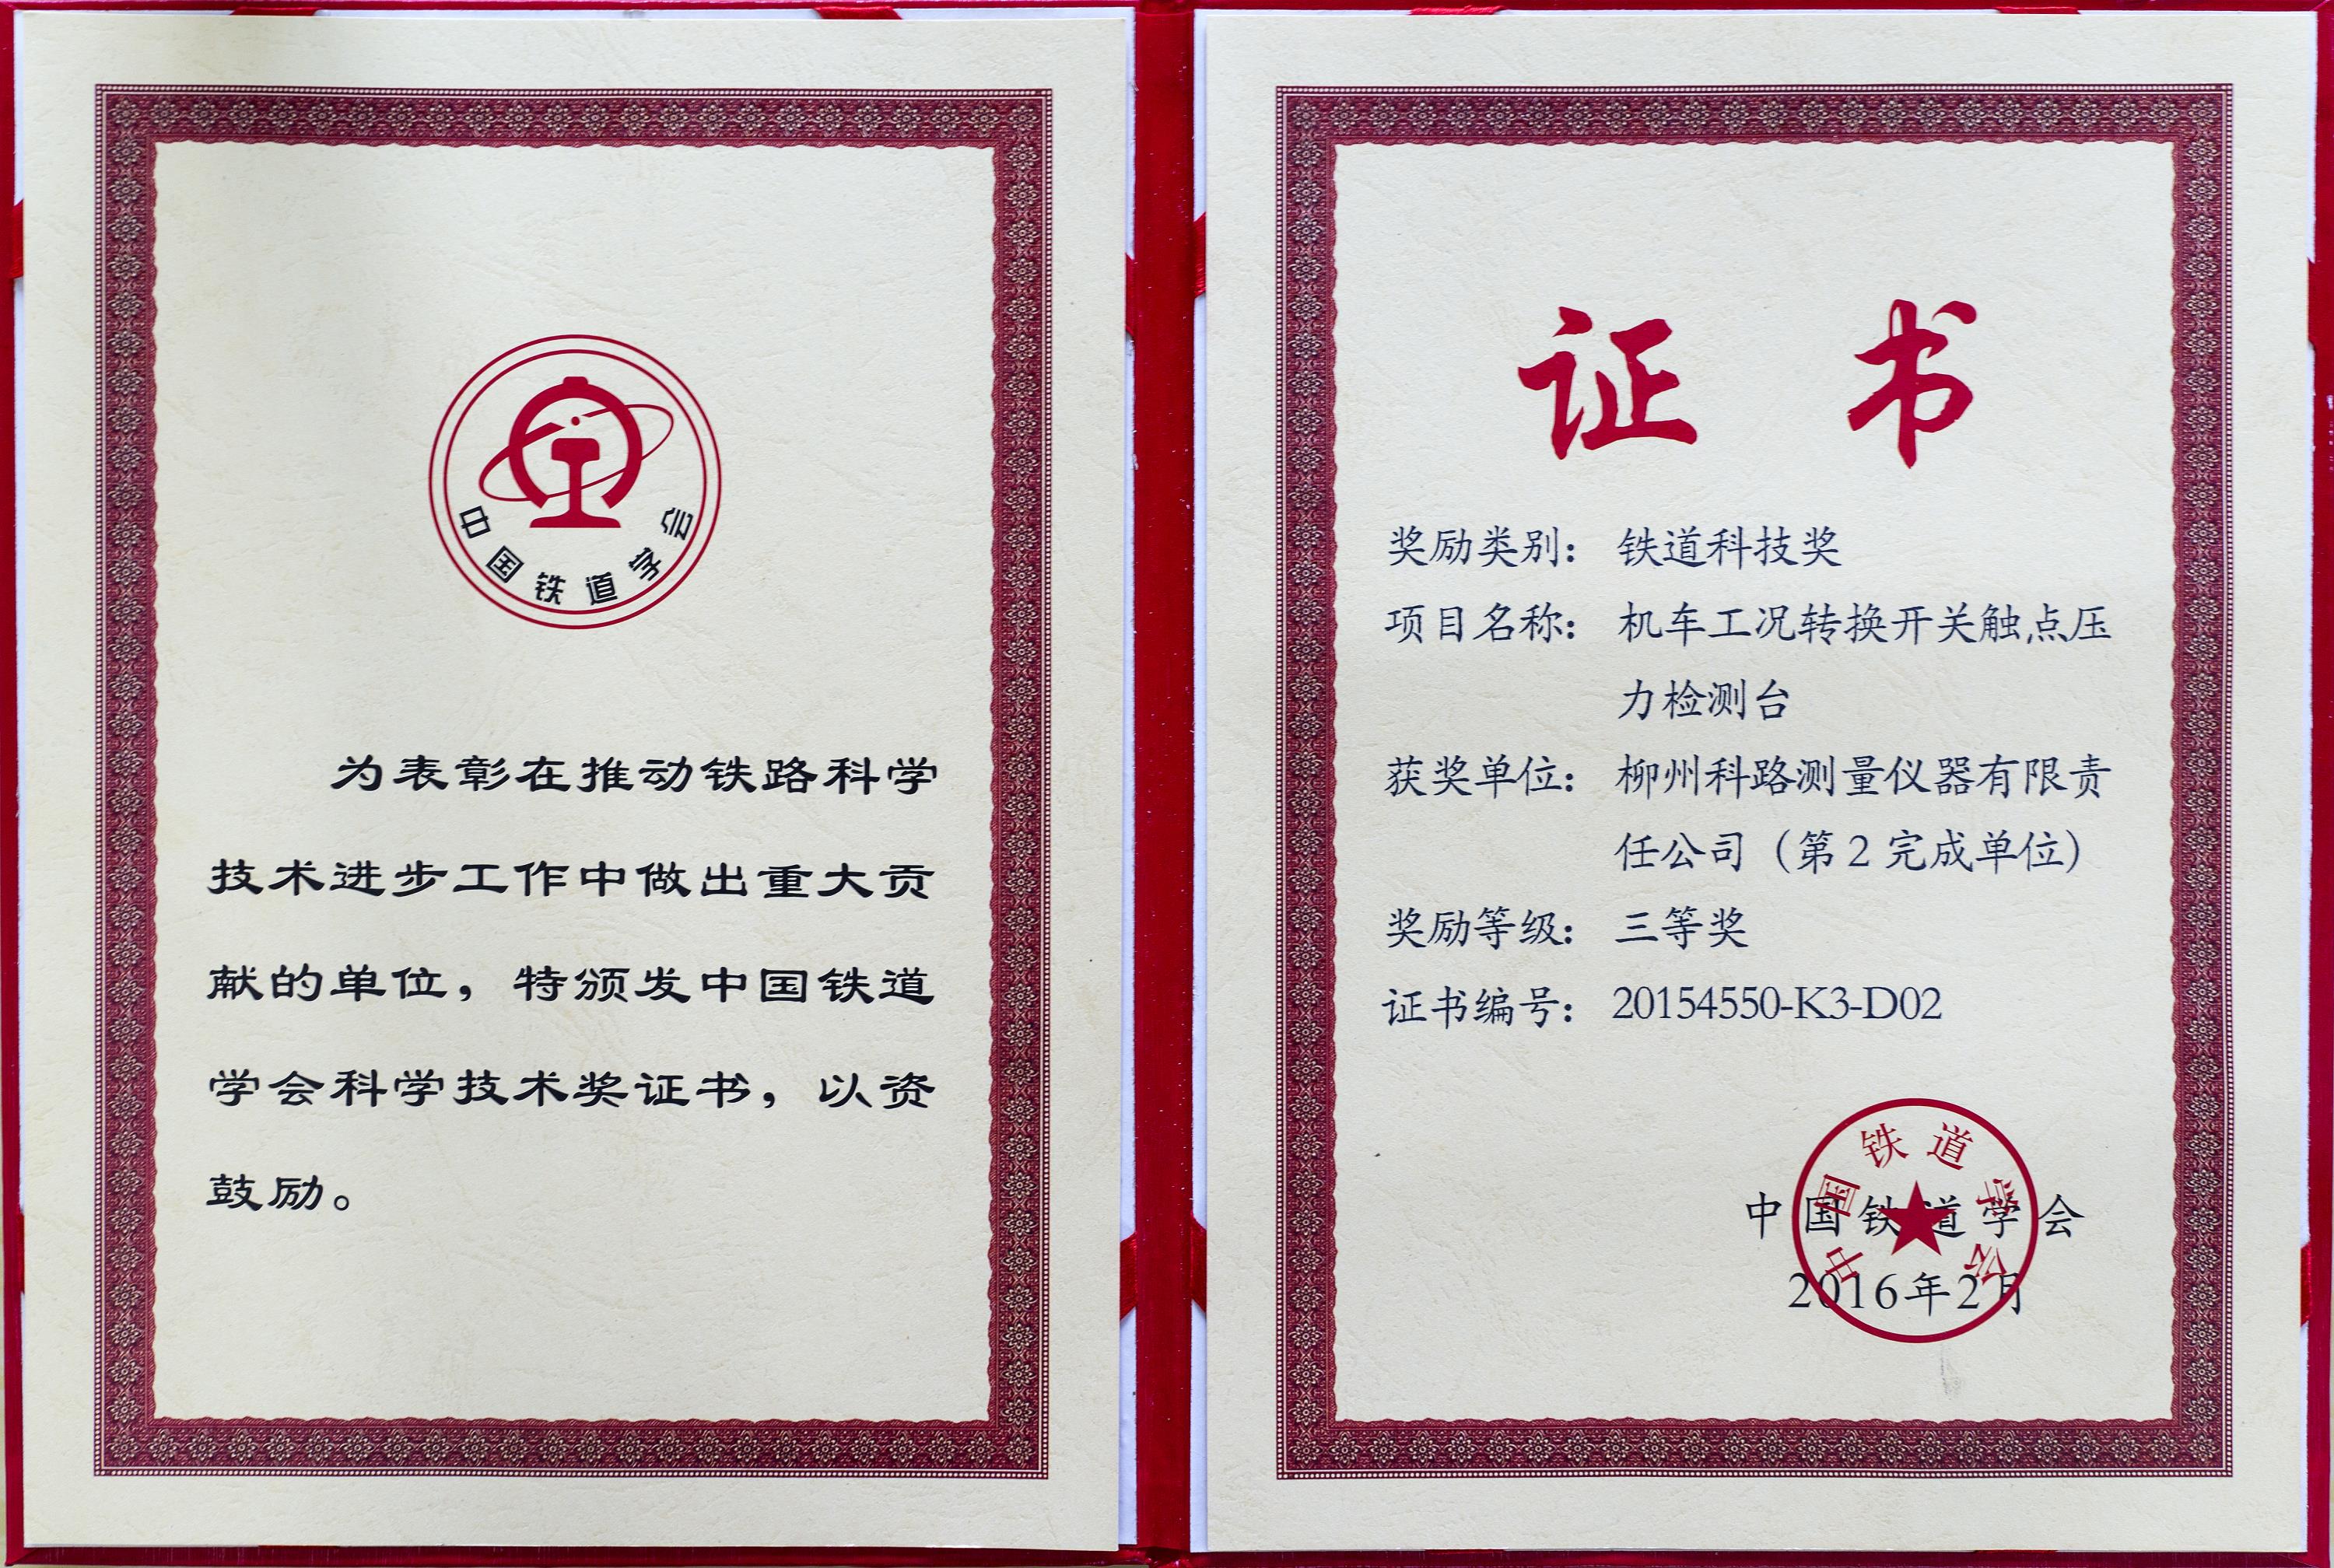 中国铁道学会
为表彰在推动铁路科学
技术进步工作中做出重大贡
献的单位，特颁发中国铁道
学会科学技术奖证书，以资
鼓励。
证书
奖励类别：铁道科技奖
项目名称：机车工况转换开关触点压
力检测台
获奖单位：柳州科路测量仪器有限责
任公司（第2完成单位）
奖励等级：三等奖
证书编号：20154550-K3-D02
中国铁道学会
中国铁道学会
2016年2月